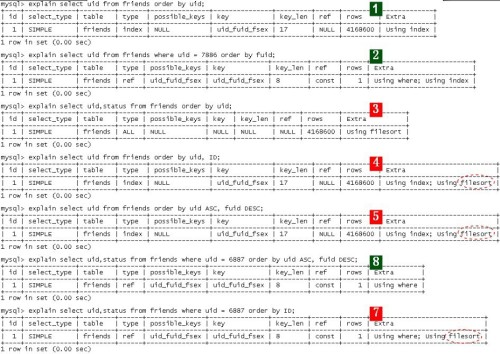 mysql> explain select uid from friends order by uid;
1
| id | select_type | table | type | possible_keys | key | key_len | ref | rows | Extra |
| 1 | SIMPLE | friends | index | NULL | uid_fuid_fsex | 17 | NULL | 4168600 | Using index |
1 row in set (0.00 sec)
mysql> explain select uid from friends where uid = 7886 order by fuid;
2
| id | select_type | table | type | possible_keys | key | key_len | ref | rows | Extra |
| 1 | SIMPLE | friends | ref | uid_fuid_fsex | uid_fuid_fsex | 8 | const | 1 | Using where; Using index |
1 row in set (0.00 sec)
mysql> explain select uid,status from friends order by uid;
3
| id | select_type | table | type | possible_keys | key | key_len | ref | rows | Extra |
| 1 | SIMPLE | friends | ALL | NULL | NULL | NULL | NULL | 4168600 | Using filesort |
1 row in set (0.00 sec)
mysql> explain select uid from friends order by uid, ID;
4
| id | select_type | table | type | possible_keys | key | key_len | ref | rows | Extra |
| 1 | SIMPLE | friends | index | NULL | uid_fuid_fsex | 17 | NULL | 4168600 | Using index; Using filesort |
1 row in set (0.00 sec)
mysql> explain select uid from friends order by uid ASC, fuid DESC;
5
| id | select_type | table | type | possible_keys | key | key_len | ref | rows | Extra |
| 1 | SIMPLE | friends | index | NULL | uid_fuid_fsex | 17 | NULL | 4168600 | Using index; Using filesort |
1 row in set (0.00 sec)
mysql> explain select uid,status from friends where uid = 6887 order by uid ASC, fuid DESC;
8
| id | select_type | table | type | possible_keys | key | key_len | ref | rows | Extra |
| 1 | SIMPLE | friends | ref | uid_fuid_fsex | uid_fuid_fsex | 8 | const | 1 | Using where |
1 row in set (0.00 sec)
mysql> explain select uid,status from friends where uid = 6887 order by ID;
7
| id | select_type | table | type | possible_keys | key | key_len | ref | rows | Extra |
| 1 | SIMPLE | friends | ref | uid_fuid_fsex | uid_fuid_fsex | 8 | const | 1 | Using where; Using filesort |
1 row in set (0.00 sec)